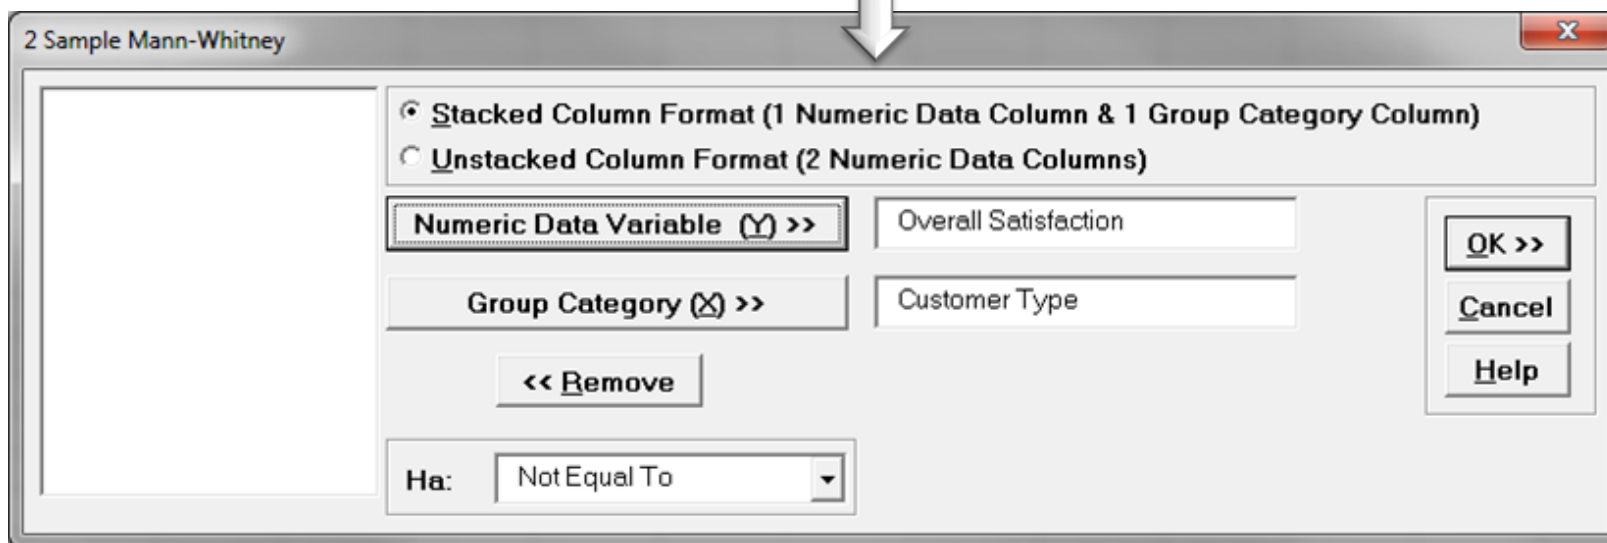 2 Sample Mann-Whitney
Stacked Column Format (1 Numeric Data Column & 1 Group Category Column)
Unstacked Column Format (2 Numeric Data Columns)
Numeric Data Variable (Y) >>
Overall Satisfaction
Group Category (X) >>
Customer Type
<< Remove
Ha:
Not Equal To
OK >>
Cancel
Help